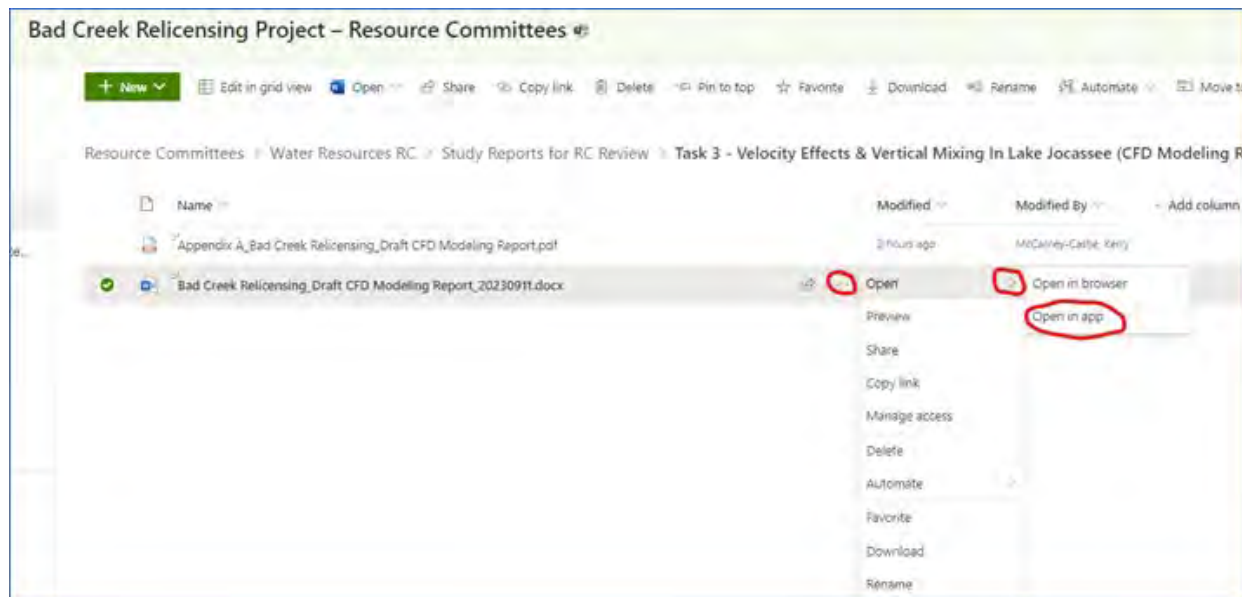 Bad Creek Relicensing Project – Resource Committees
+ New Edit in grid view Open Share Copy link Delete Pin to top Favorite Download Rename Automate Move t
Resource Committees > Water Resources RC > Study Reports for RC Review > Task 3 - Velocity Effects & Vertical Mixing In Lake Jocassee (CFD Modeling R
Name Modified Modified By + Add column
Appendix A_Bad Creek Relicensing_Draft CFD Modeling Report.pdf 2 hours ago McCarney-Castle, Kerry
Bad Creek Relicensing_Draft CFD Modeling Report_20230911.docx Open Open in browser
Preview Open in app
Share
Copy link
Manage access
Delete
Automate
Favorite
Download
Rename